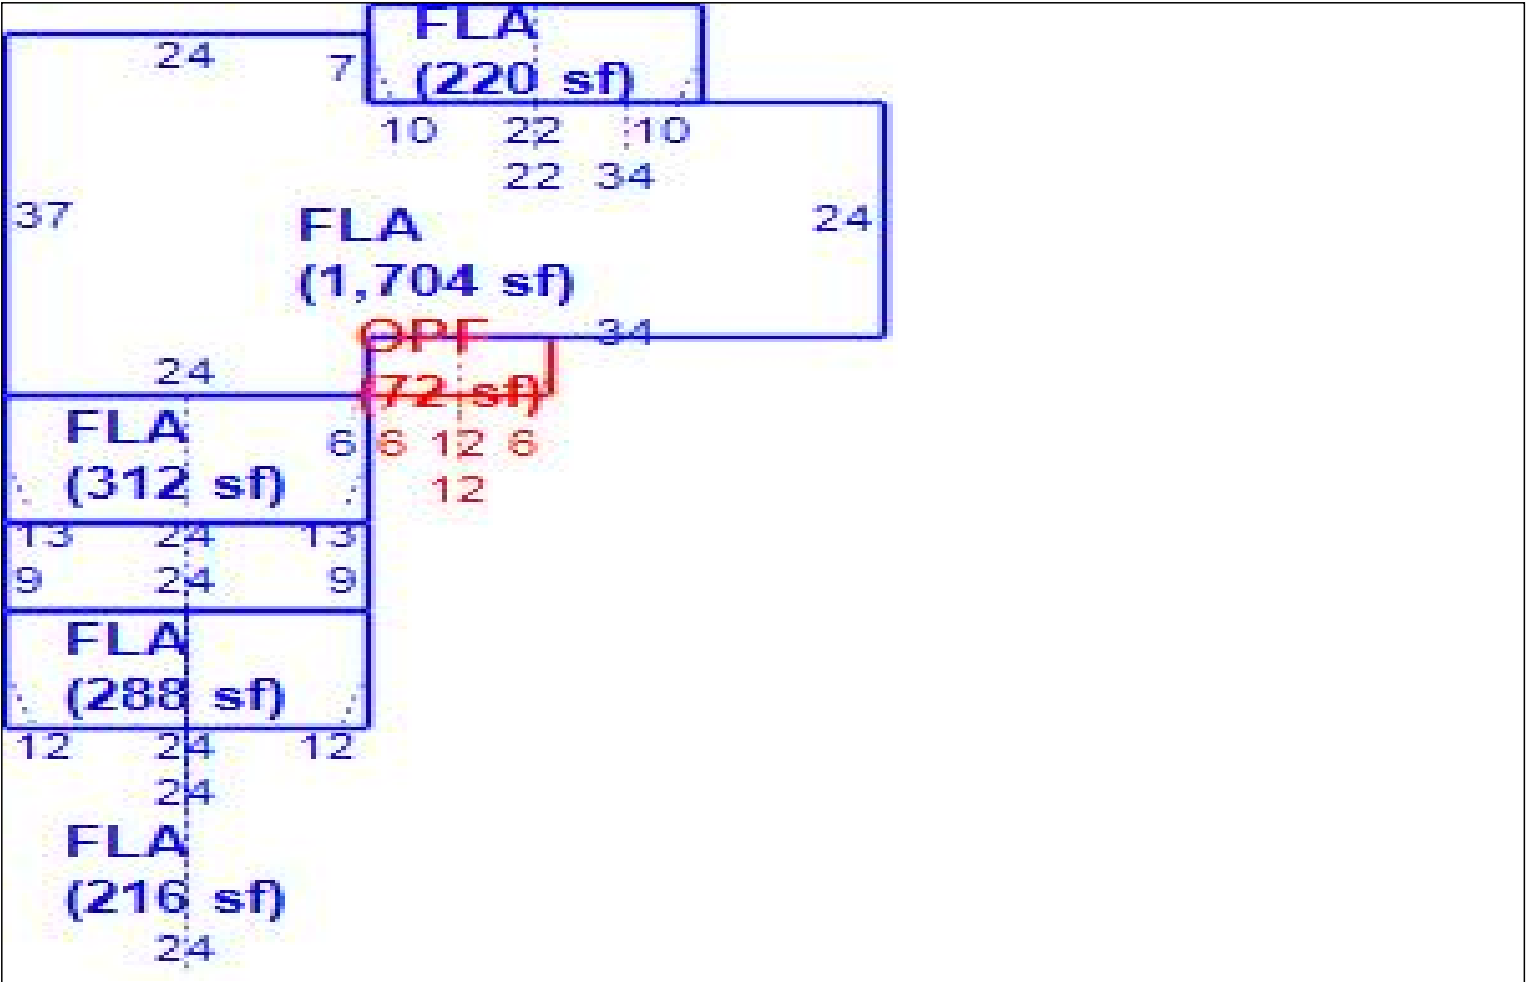 FLA
24 7 (220 sf)
10 22 10
22 34
37 FLA 24
(1,704 sf)
OPF 34
24 (72 sf)
FLA
6 6 12 6
(312 sf) 12
13 24 13
9 24 9
FLA
(288 sf)
12 24 12
24
FLA
(216 sf)
24